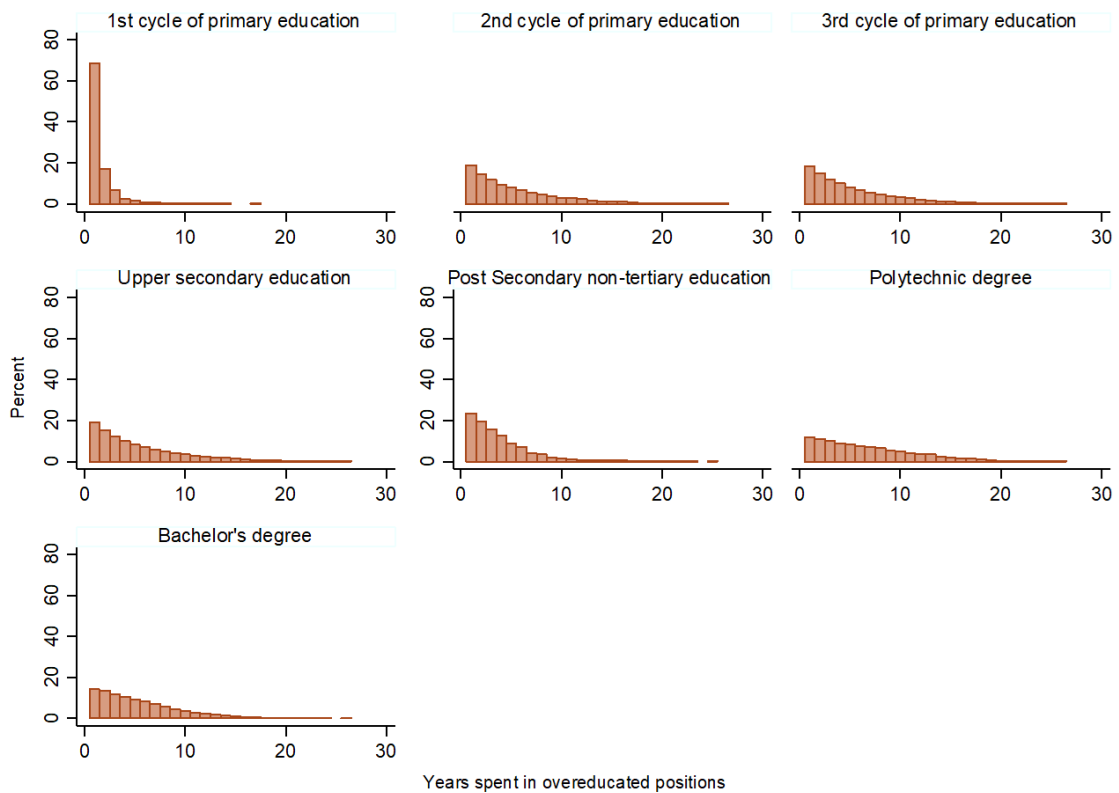 1st cycle of primary education
2nd cycle of primary education
3rd cycle of primary education
80
60
40
20
0
0 10 20 30
0 10 20 30
0 10 20 30
Upper secondary education
Post Secondary non-tertiary education
Polytechnic degree
Percent
80
60
40
20
0
80
60
40
20
0
0 10 20 30
0 10 20 30
0 10 20 30
Bachelor's degree
80
60
40
20
0
0 10 20 30
Years spent in overeducated positions